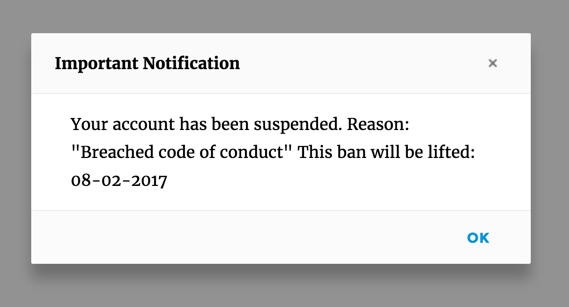 Important Notification
×
Your account has been suspended. Reason:
"Breached code of conduct" This ban will be lifted:
08-02-2017
OK